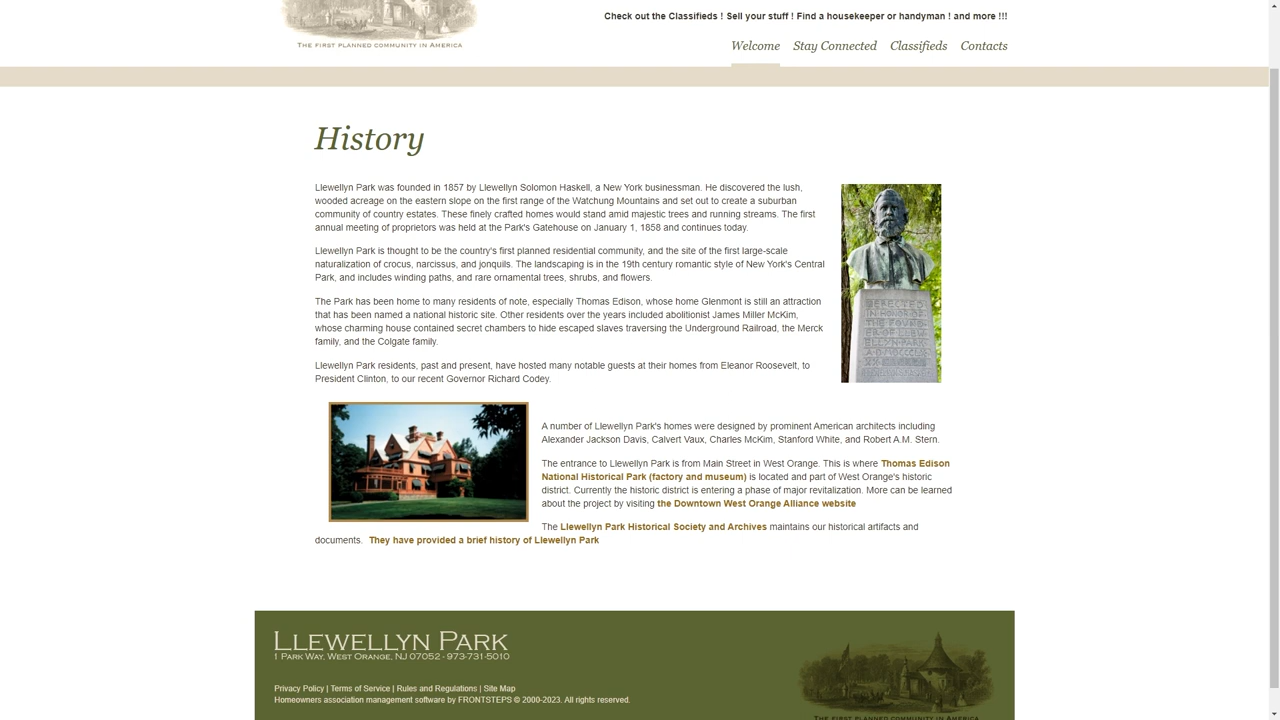 THE FIRST PLANNED COMMUNITY IN AMERICA
Check out the Classifieds ! Sell your stuff ! Find a housekeeper or handyman ! and more !!!
Welcome Stay Connected Classifieds Contacts
History
Llewellyn Park was founded in 1857 by Llewellyn Solomon Haskell, a New York businessman. He discovered the lush,
wooded acreage on the eastern slope on the first range of the Watchung Mountains and set out to create a suburban
community of country estates. These finely crafted homes would stand amid majestic trees and running streams. The first
annual meeting of proprietors was held at the Park's Gatehouse on January 1, 1858 and continues today.
Llewellyn Park is thought to be the country's first planned residential community, and the site of the first large-scale
naturalization of crocus, narcissus, and jonquils. The landscaping is in the 19th century romantic style of New York's Central
Park, and includes winding paths, and rare ornamental trees, shrubs, and flowers.
The Park has been home to many residents of note, especially Thomas Edison, whose home Glenmont is still an attraction
that has been named a national historic site. Other residents over the years included abolitionist James Miller McKim,
whose charming house contained secret chambers to hide escaped slaves traversing the Underground Railroad, the Merck
family, and the Colgate family.
Llewellyn Park residents, past and present, have hosted many notable guests at their homes from Eleanor Roosevelt, to
President Clinton, to our recent Governor Richard Codey.
ERECTED
IN HONOR OF
THE FOUND
ER OF LLEW
A number of Llewellyn Park's homes were designed by prominent American architects including
Alexander Jackson Davis, Calvert Vaux, Charles McKim, Stanford White, and Robert A.M. Stern.
The entrance to Llewellyn Park is from Main Street in West Orange. This is where Thomas Edison
National Historical Park (factory and museum) is located and part of West Orange's historic
district. Currently the historic district is entering a phase of major revitalization. More can be learned
about the project by visiting the Downtown West Orange Alliance website
The Llewellyn Park Historical Society and Archives maintains our historical artifacts and
documents. They have provided a brief history of Llewellyn Park
LLEWELLYN PARK
1 PARK WAY, WEST ORANGE, NJ 07052 - 973-731-5010
Privacy Policy | Terms of Service | Rules and Regulations | Site Map
Homeowners association management software by FRONTSTEPS © 2000-2023. All rights reserved.
THE FIRST PLANNED COMMUNITY IN AMERICA